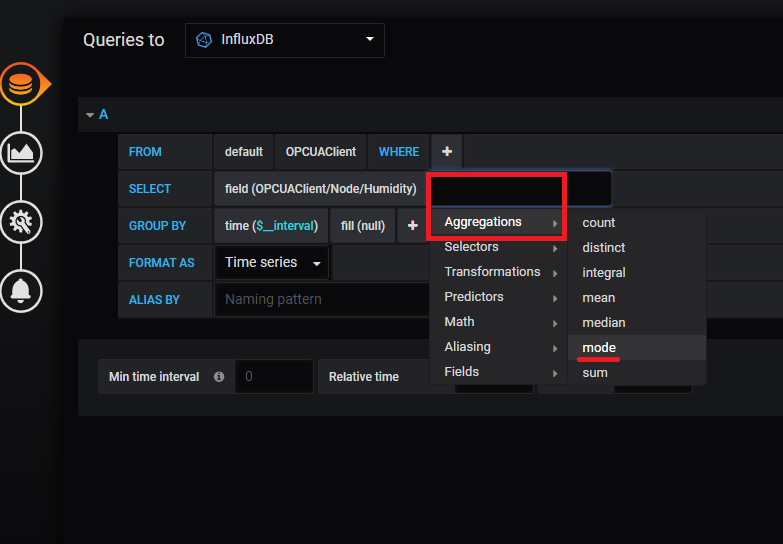 Queries to InfluxDB
A
FROM default OPCUAClient WHERE +
SELECT field (OPCUAClient/Node/Humidity)
GROUP BY time ($__interval) fill (null) +
FORMAT AS Time series
ALIAS BY Naming pattern
Aggregations
Selectors
Transformations
Predictors
Math
Aliasing
Fields
count
distinct
integral
mean
median
mode
sum
Min time interval 0 Relative time